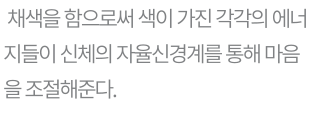 채색을 함으로써 색이 가진 각각의 에너
지들이 신체의 자율신경계를 통해 마음
을 조절해준다.